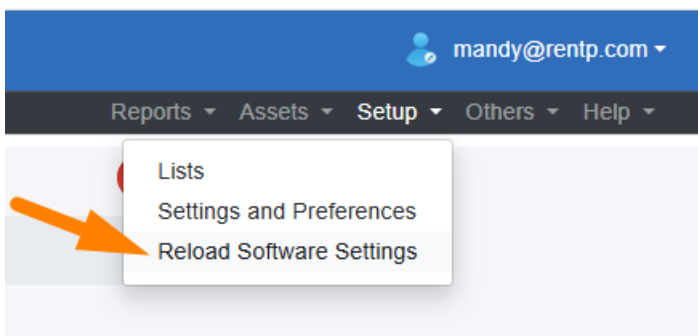 mandy@rentp.com
Reports Assets Setup Others Help
Lists
Settings and Preferences
Reload Software Settings